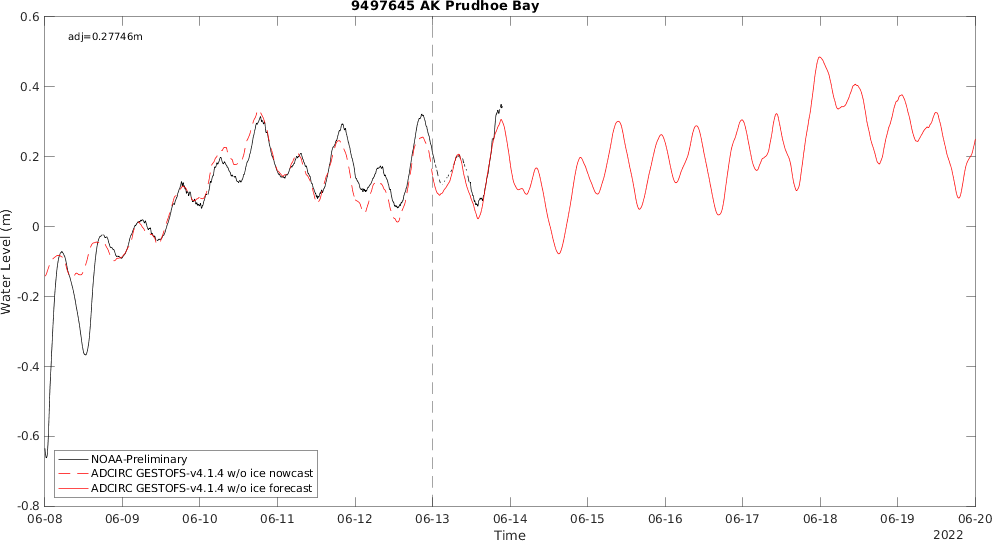 9497645 AK Prudhoe Bay
adj=0.27746m
0.6
0.4
0.2
0
-0.2
-0.4
-0.6
-0.8
Water Level (m)
NOAA-Preliminary
ADCIRC GESTOFS-v4.1.4 w/o ice nowcast
ADCIRC GESTOFS-v4.1.4 w/o ice forecast
06-08 06-09 06-10 06-11 06-12 06-13 06-14 06-15 06-16 06-17 06-18 06-19 06-20
Time
2022